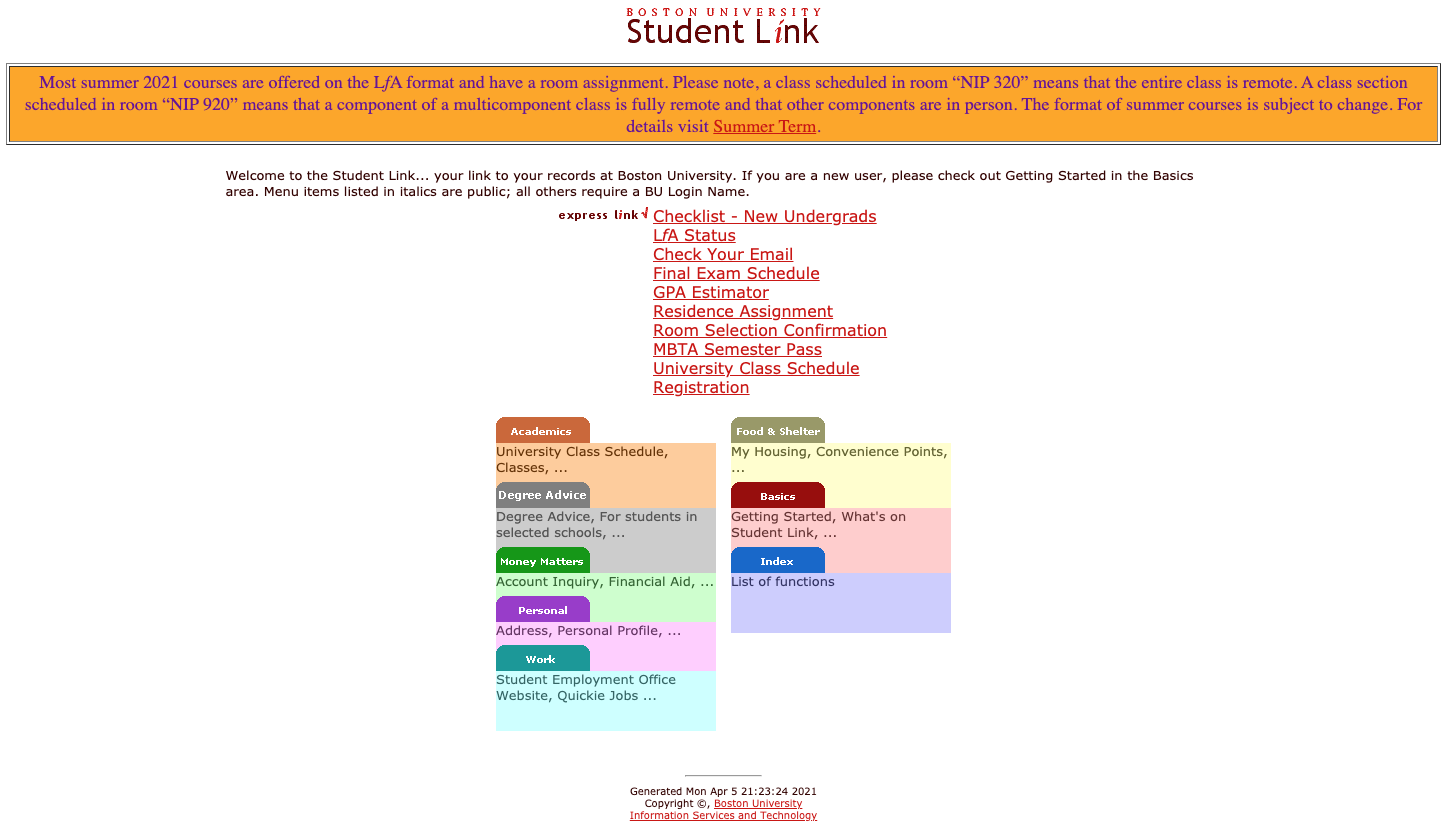 BOSTON UNIVERSITY
Student Link
Most summer 2021 courses are offered on the LfA format and have a room assignment. Please note, a class scheduled in room “NIP 320” means that the entire class is remote. A class section
scheduled in room “NIP 920” means that a component of a multicomponent class is fully remote and that other components are in person. The format of summer courses is subject to change. For
details visit Summer Term.
Welcome to the Student Link... your link to your records at Boston University. If you are a new user, please check out Getting Started in the Basics
area. Menu items listed in italics are public; all others require a BU Login Name.
express link√ Checklist - New Undergrads
LfA Status
Check Your Email
Final Exam Schedule
GPA Estimator
Residence Assignment
Room Selection Confirmation
MBTA Semester Pass
University Class Schedule
Registration
Academics
University Class Schedule,
Classes, ...
Degree Advice
Degree Advice, For students in
selected schools, ...
Money Matters
Account Inquiry, Financial Aid, ...
Personal
Address, Personal Profile, ...
Work
Student Employment Office
Website, Quickie Jobs ...
Food & Shelter
My Housing, Convenience Points,
...
Basics
Getting Started, What's on
Student Link, ...
Index
List of functions
Generated Mon Apr 5 21:23:24 2021
Copyright ©, Boston University
Information Services and Technology